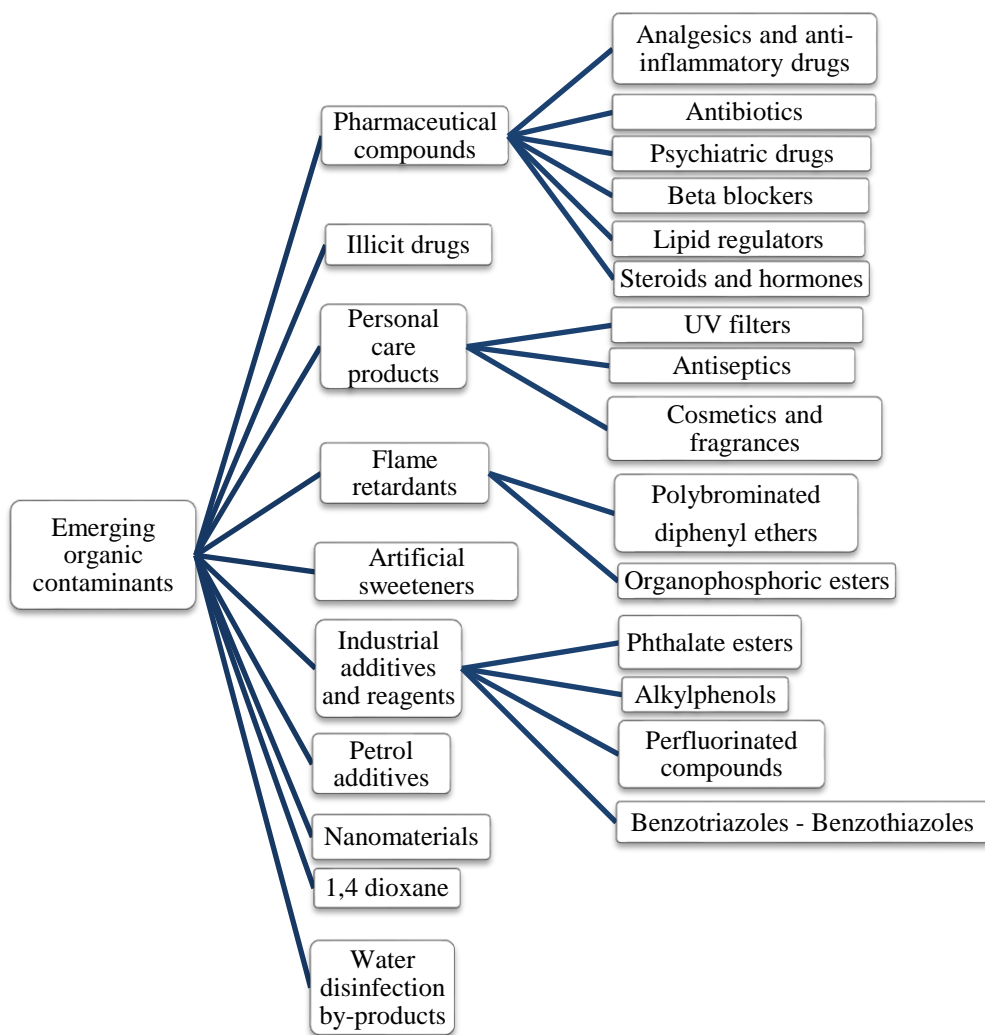 Emerging
organic
contaminants
Pharmaceutical
compounds
Analgesics and anti-
inflammatory drugs
Antibiotics
Psychiatric drugs
Beta blockers
Lipid regulators
Steroids and hormones
Illicit drugs
Personal
care
products
UV filters
Antiseptics
Cosmetics and
fragrances
Flame
retardants
Polybrominated
diphenyl ethers
Organophosphoric esters
Artificial
sweeteners
Industrial
additives
and reagents
Phthalate esters
Alkylphenols
Perfluorinated
compounds
Benzotriazoles - Benzothiazoles
Petrol
additives
Nanomaterials
1,4 dioxane
Water
disinfection
by-products